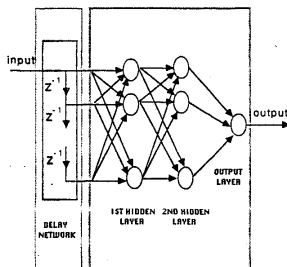 input
Z⁻¹
Z⁻¹
Z⁻¹
output
OUTPUT
LAYER
1ST HIDDEN
LAYER
2ND HIDDEN
LAYER
DELAY
NETWORK